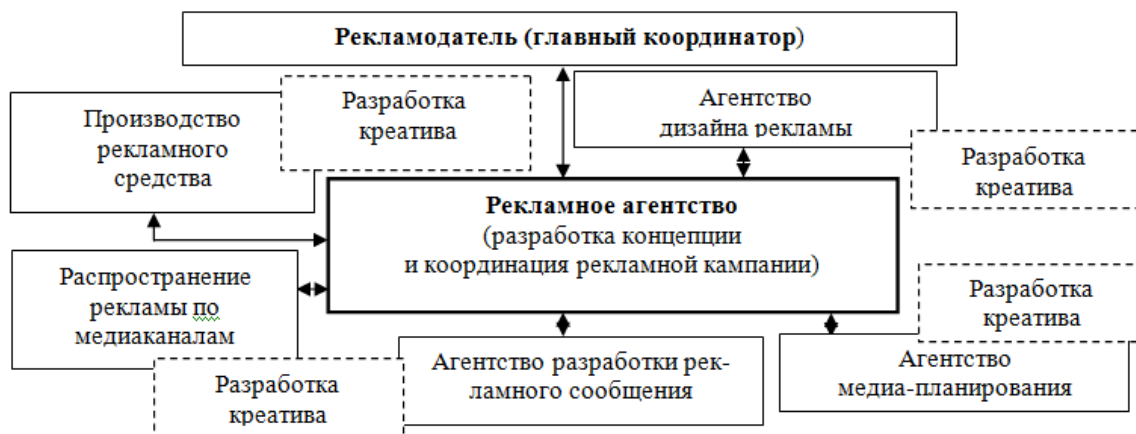 Рекламодатель (главный координатор)
Производство
рекламного
средства
Разработка
креатива
Агентство
дизайна рекламы
Разработка
креатива
Рекламное агентство
(разработка концепции
и координация рекламной кампании)
Распространение
рекламы по
медиаканалам
Разработка
креатива
Агентство разработки рек-
ламного сообщения
Разработка
креатива
Агентство
медиа-планирования